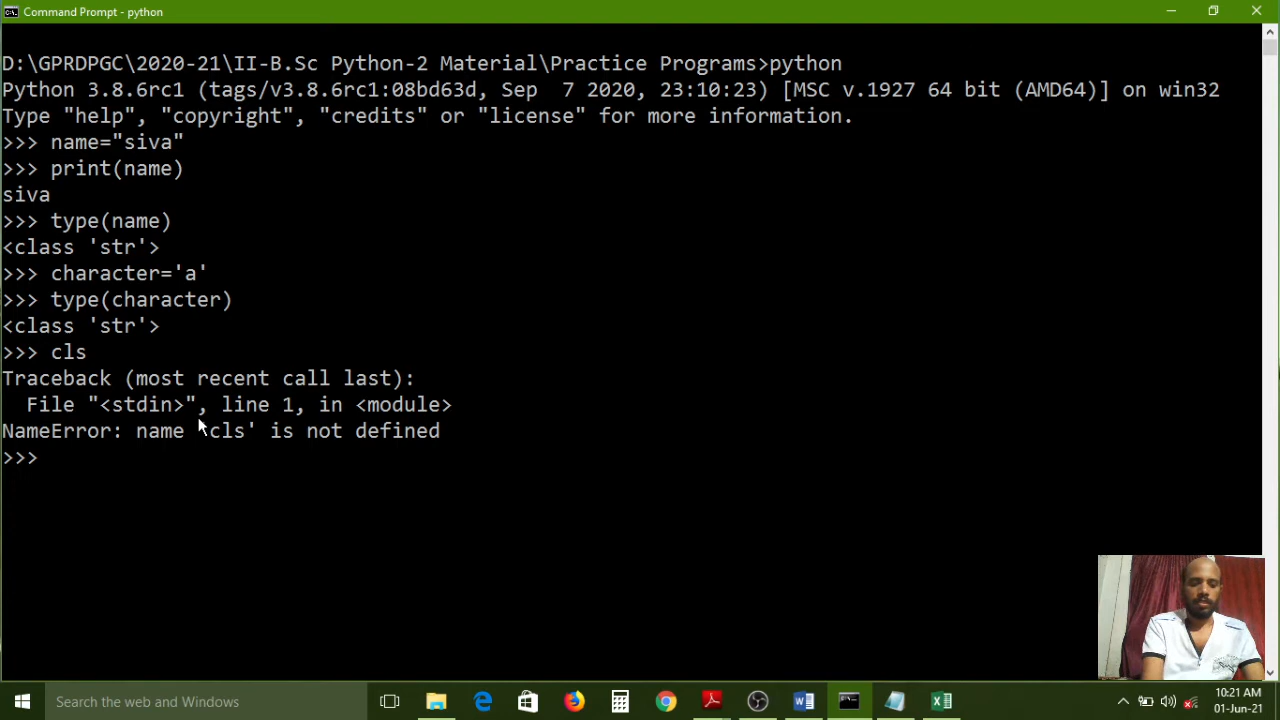 Command Prompt - python
D:\GPRDPGC\2020-21\II-B.Sc Python-2 Material\Practice Programs>python
Python 3.8.6rc1 (tags/v3.8.6rc1:08bd63d, Sep  7 2020, 23:10:23) [MSC v.1927 64 bit (AMD64)] on win32
Type "help", "copyright", "credits" or "license" for more information.
>>> name="siva"
>>> print(name)
siva
>>> type(name)
<class 'str'>
>>> character='a'
>>> type(character)
<class 'str'>
>>> cls
Traceback (most recent call last):
  File "<stdin>", line 1, in <module>
NameError: name 'cls' is not defined
>>>
Search the web and Windows
10:21 AM
01-Jun-21